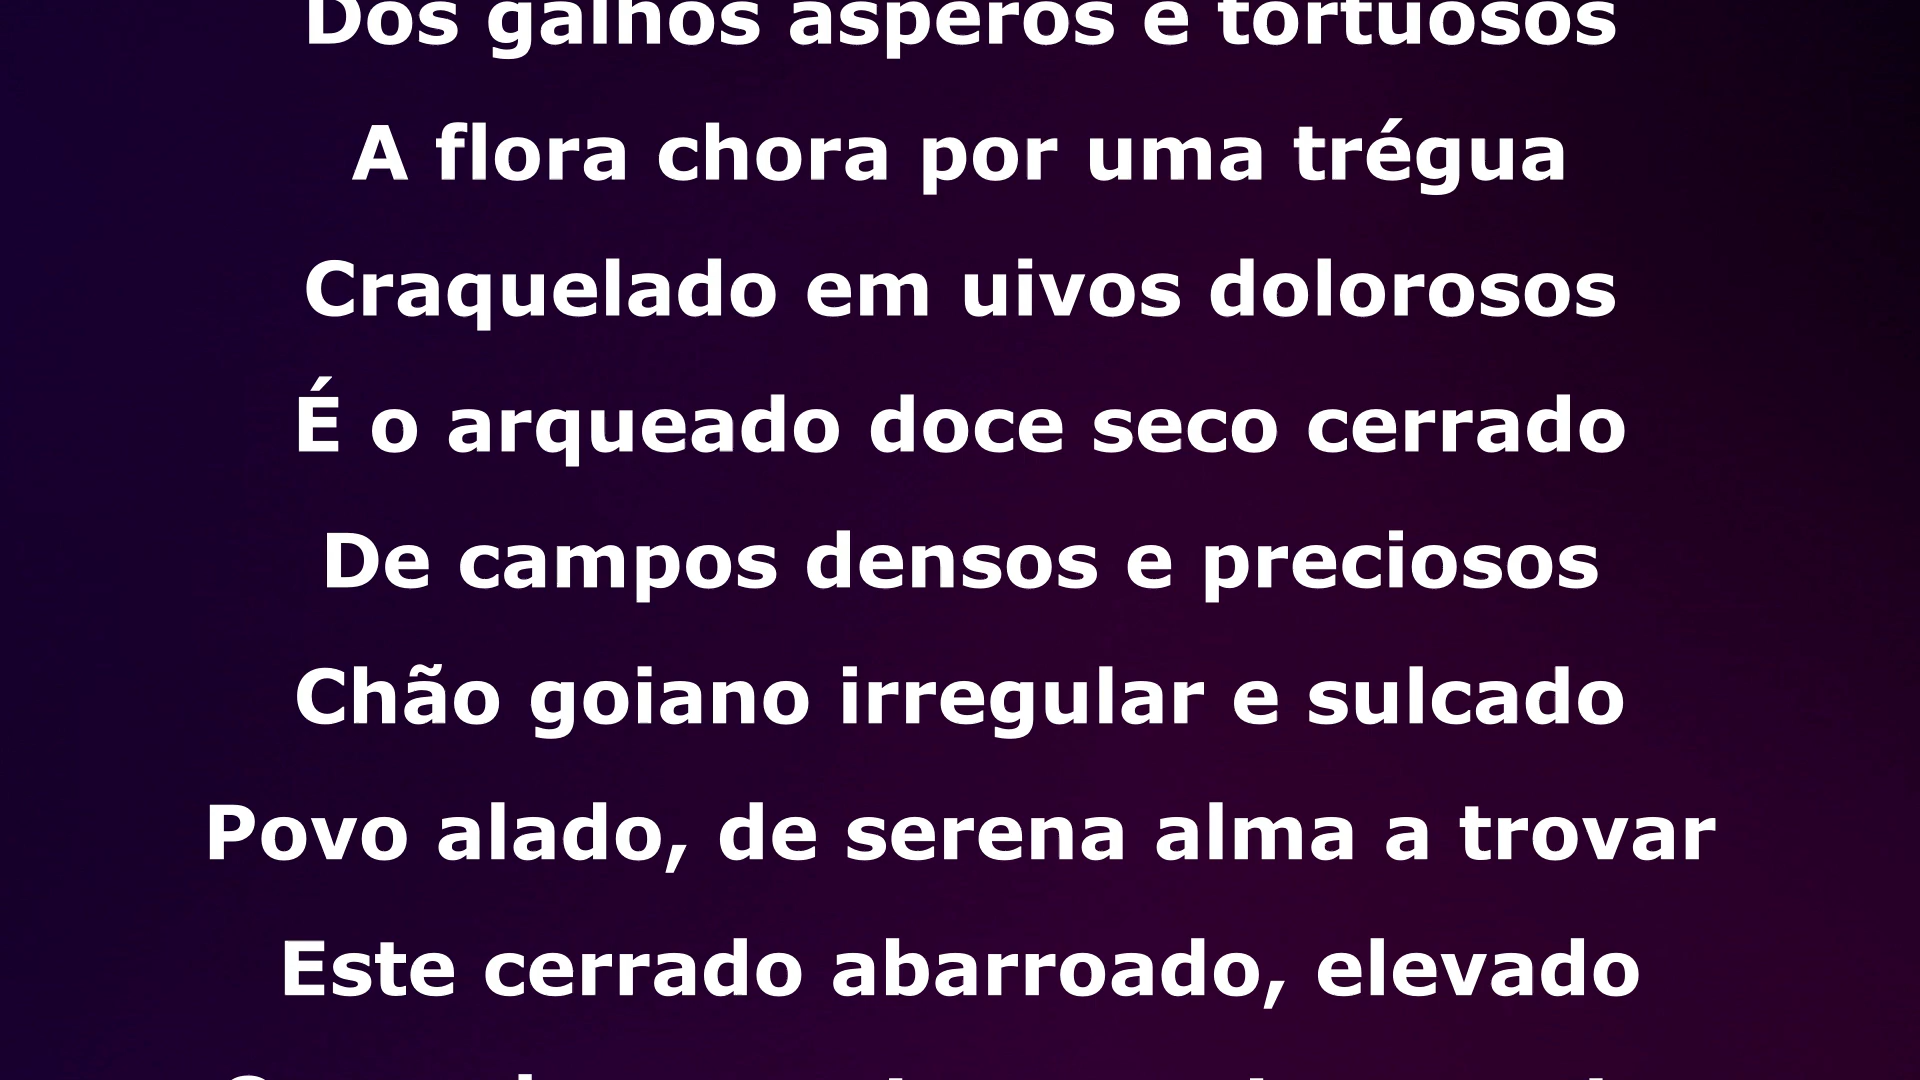 Dos galhos ásperos e tortuosos
A flora chora por uma trégua
Craquelado em uivos dolorosos
É o arqueado doce seco cerrado
De campos densos e preciosos
Chão goiano irregular e sulcado
Povo alado, de serena alma a trovar
Este cerrado abarroado, elevado